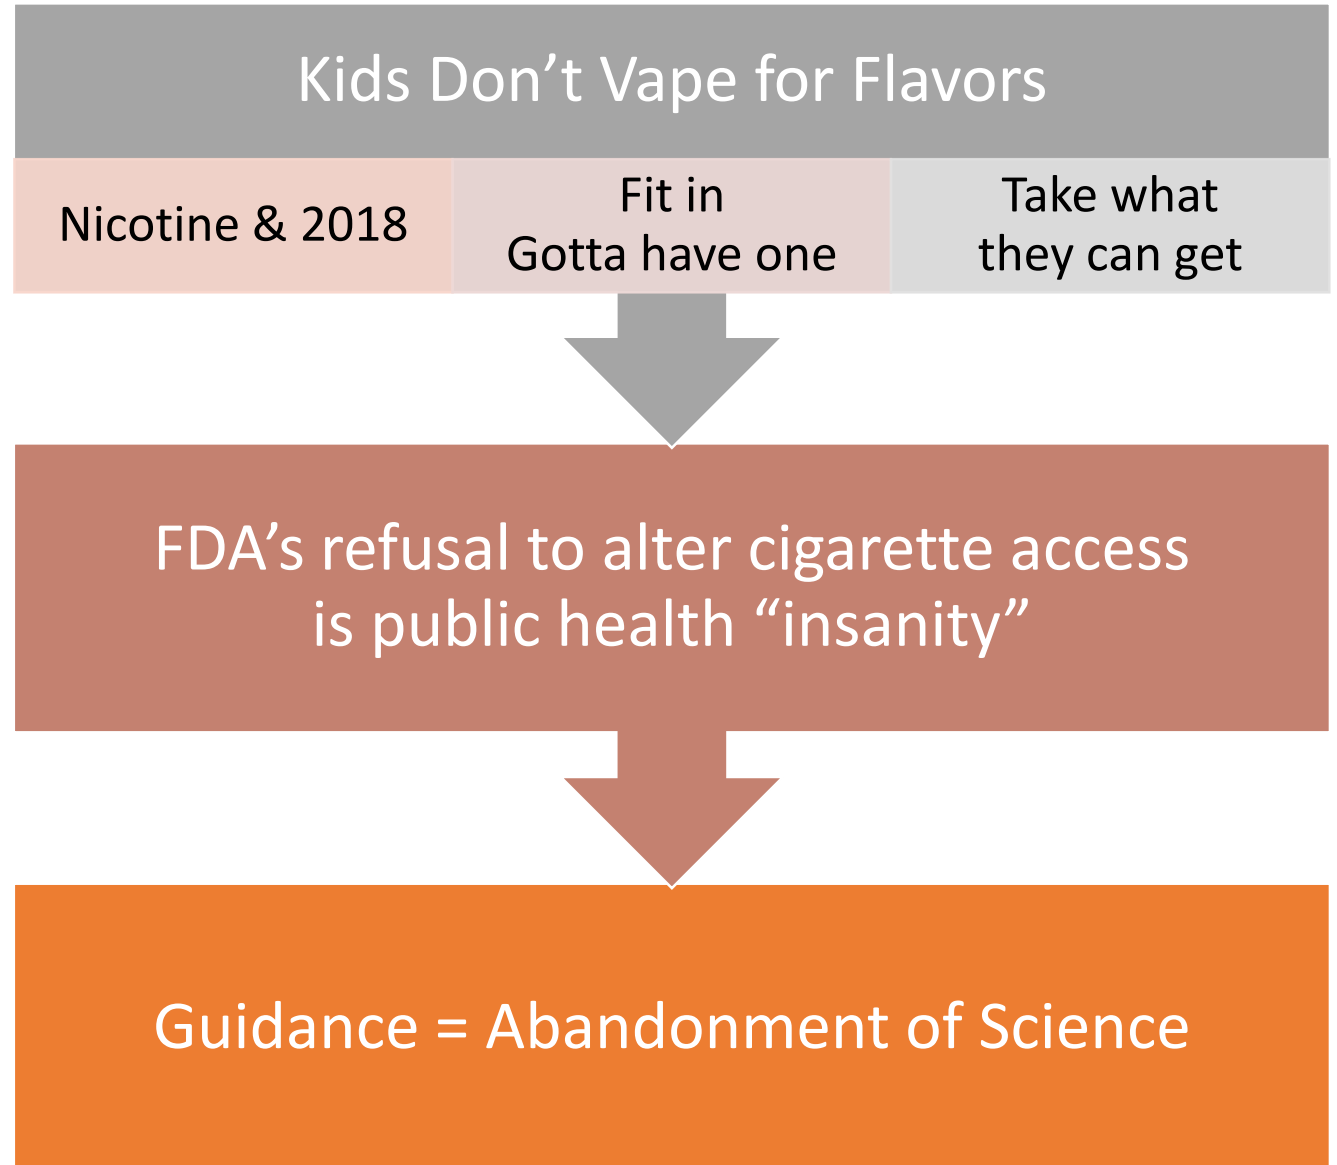 Kids Don’t Vape for Flavors
Nicotine & 2018
Fit in
Gotta have one
Take what
they can get
FDA’s refusal to alter cigarette access
is public health “insanity”
Guidance = Abandonment of Science